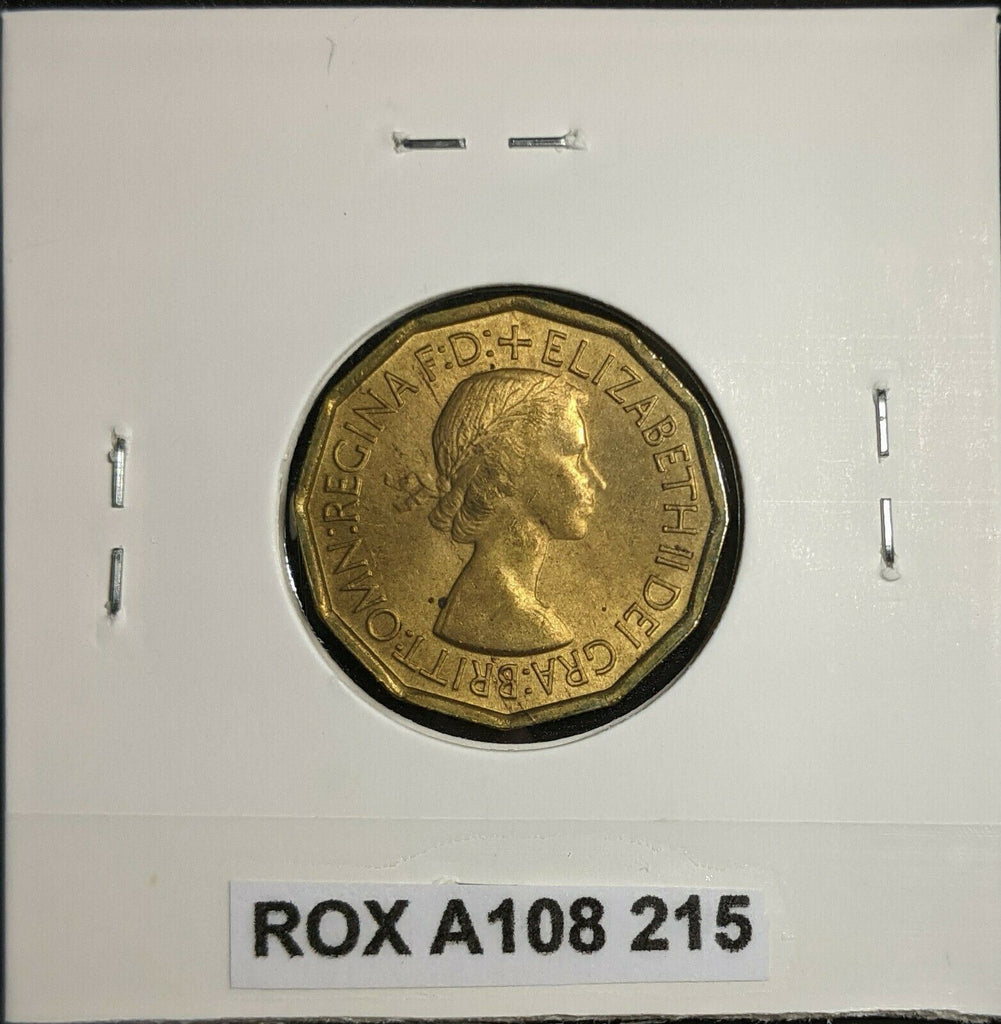 +ELIZABETH II DEI GRA:BRITT:OMN:REGINA F:D:
ROX A108 215